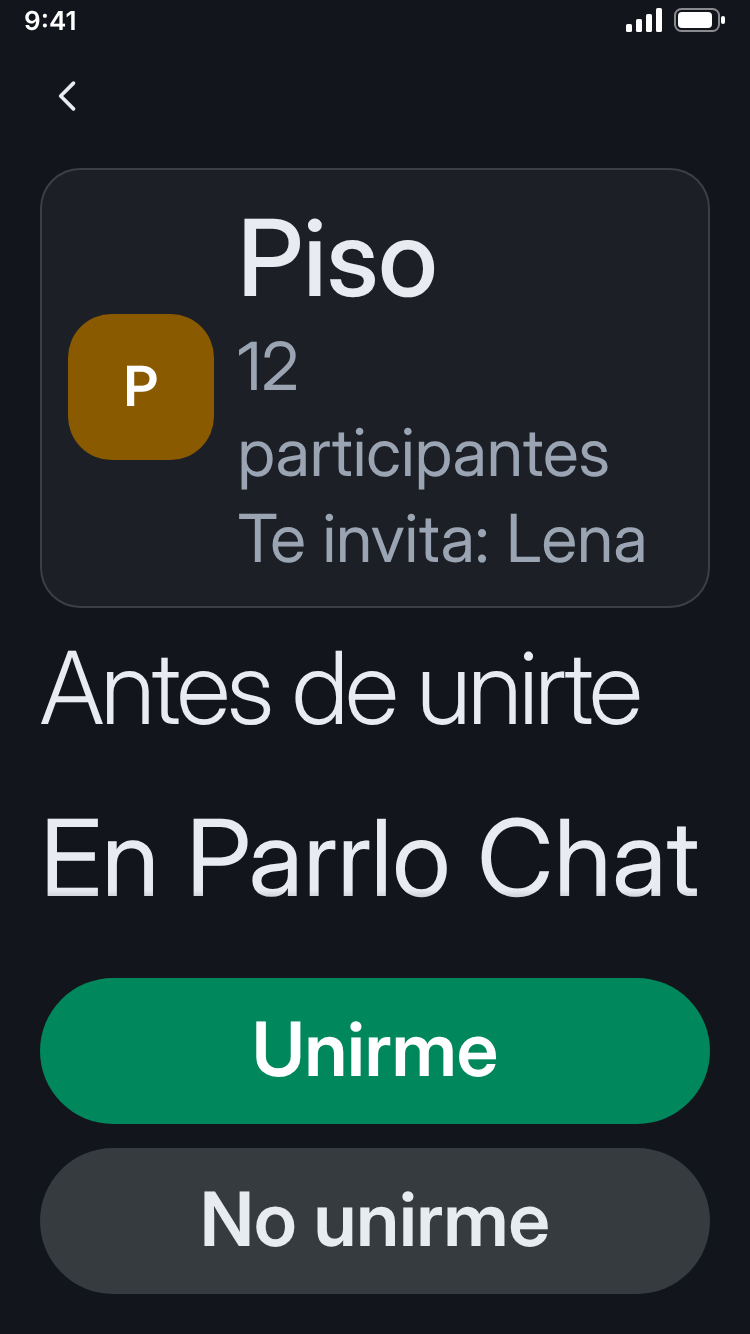 9:41
Piso
P
12
participantes
Te invita: Lena
Antes de unirte
En Parrlo Chat
Unirme
No unirme